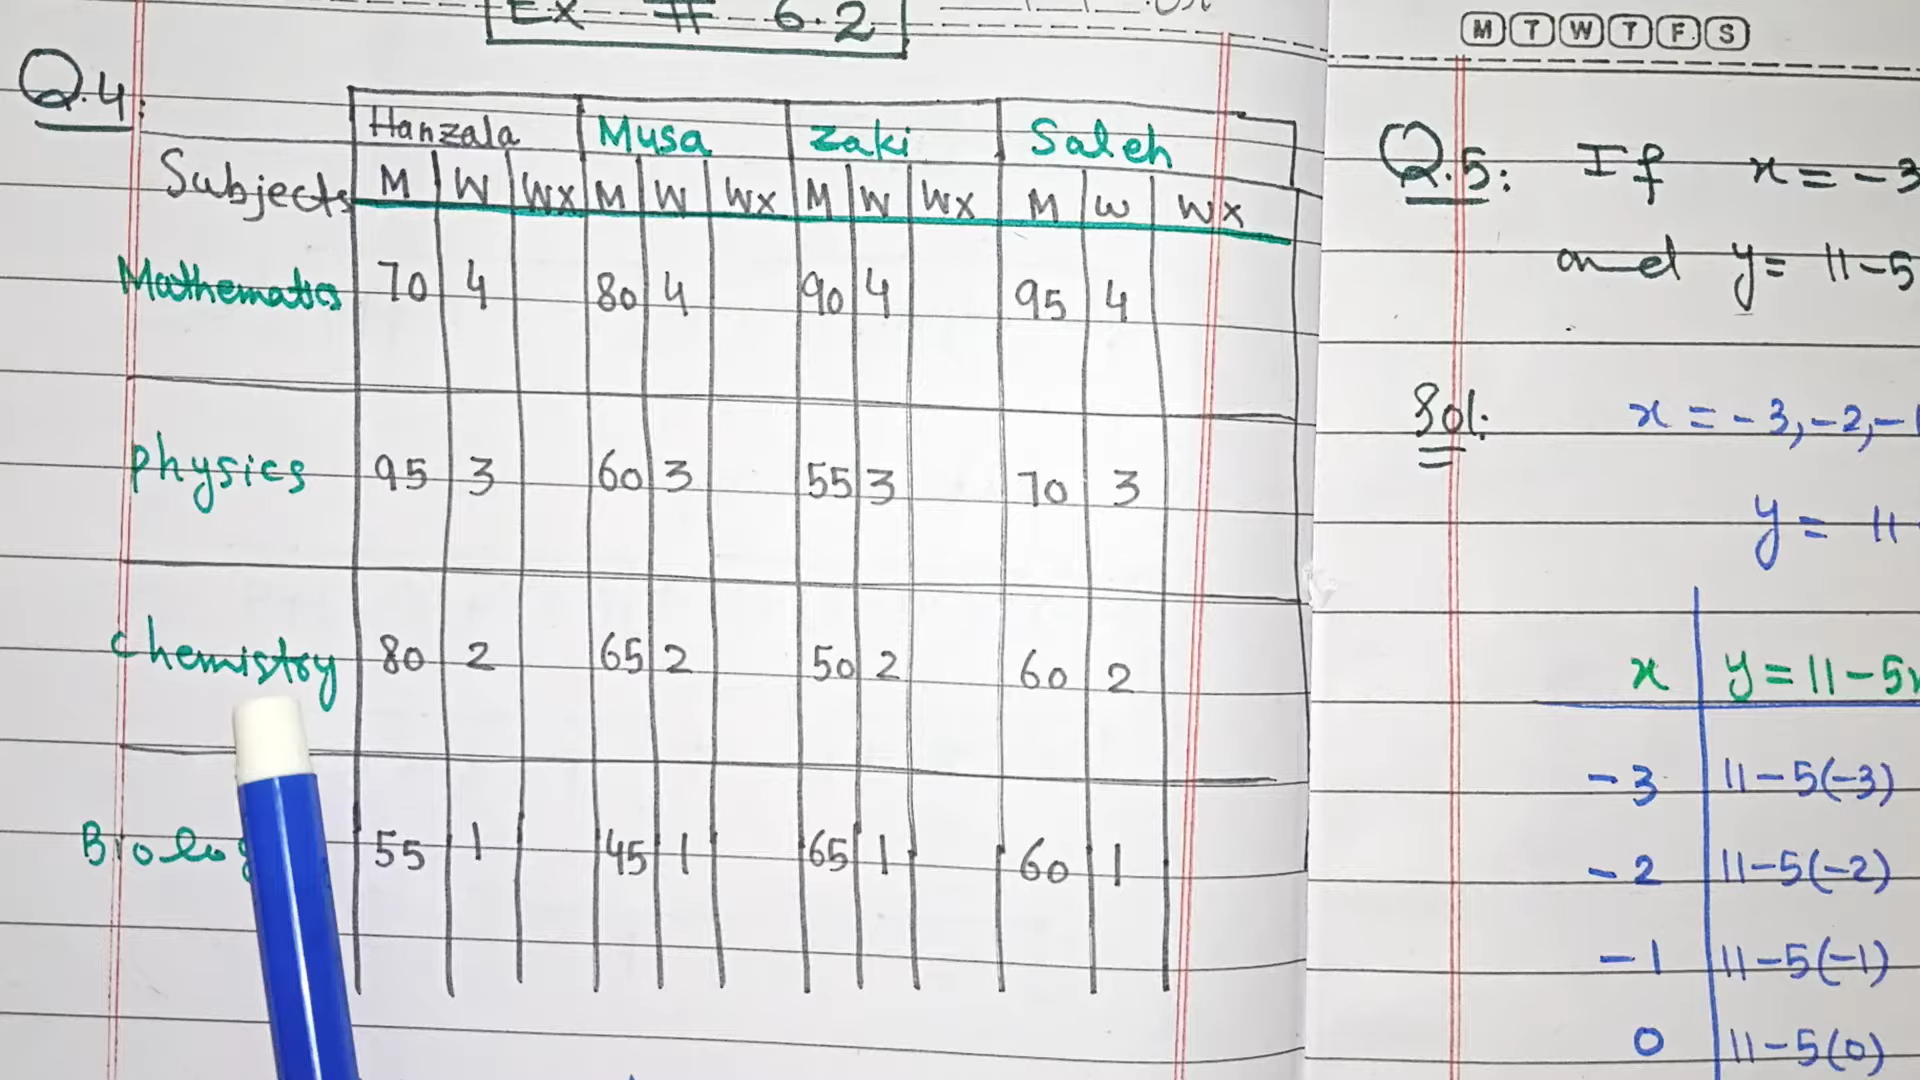 Ex # 6.2
Q.4:
Hanzala Musa Zaki Saleh
Subjects M W Wx M W Wx M W Wx M W Wx
Mathematics 70 4 80 4 90 4 95 4
physics 95 3 60 3 55 3 70 3
chemistry 80 2 65 2 50 2 60 2
Biolog 55 1 45 1 65 1 60 1
M T W T F S
Q.5: If x = -3
and y = 11-5
Sol: x = -3, -2, -1
y = 11
x y = 11-5x
-3 11-5(-3)
-2 11-5(-2)
-1 11-5(-1)
0 11-5(0)